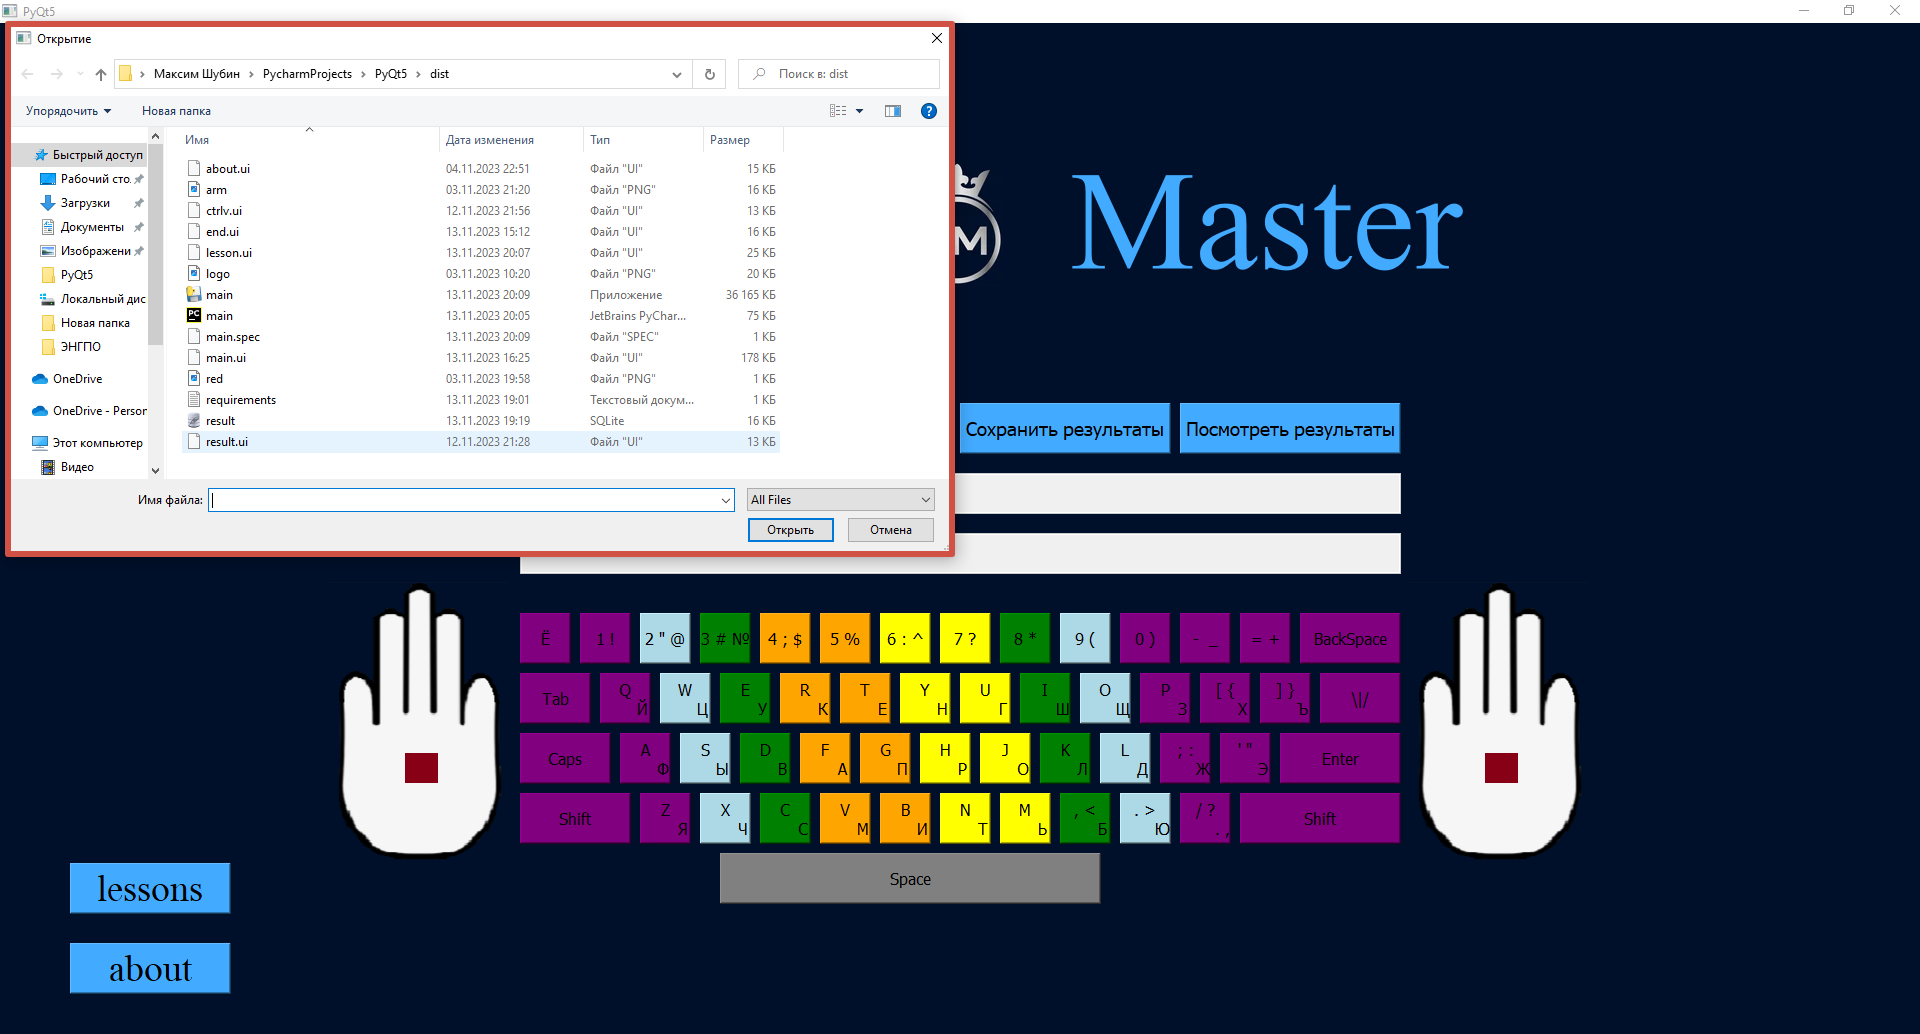 PyQt5
Открытие
Максим Шубин › PycharmProjects › PyQt5 › dist
Поиск в: dist
Упорядочить
Новая папка
Имя
Дата изменения
Тип
Размер
Быстрый доступ
Рабочий сто.
Загрузки
Документы
Изображени
PyQt5
Локальный дис
Новая папка
ЭНГПО
OneDrive
OneDrive - Person
Этот компьютер
Видео
about.ui 04.11.2023 22:51 Файл "UI" 15 КБ
arm 03.11.2023 21:20 Файл "PNG" 16 КБ
ctrlv.ui 12.11.2023 21:56 Файл "UI" 13 КБ
end.ui 13.11.2023 15:12 Файл "UI" 16 КБ
lesson.ui 13.11.2023 20:07 Файл "UI" 25 КБ
logo 03.11.2023 10:20 Файл "PNG" 20 КБ
main 13.11.2023 20:09 Приложение 36 165 КБ
main 13.11.2023 20:05 JetBrains PyChar... 75 КБ
main.spec 13.11.2023 20:09 Файл "SPEC" 1 КБ
main.ui 13.11.2023 16:25 Файл "UI" 178 КБ
red 03.11.2023 19:58 Файл "PNG" 1 КБ
requirements 13.11.2023 19:01 Текстовый докум... 1 КБ
result 13.11.2023 19:19 SQLite 16 КБ
result.ui 12.11.2023 21:28 Файл "UI" 13 КБ
Имя файла:
All Files
Открыть
Отмена
M
Master
Сохранить результаты
Посмотреть результаты
Ё 1 ! 2 " @ 3 # № 4 ; $ 5 % 6 : ^ 7 ? 8 * 9 ( 0 ) - _ = + BackSpace
Tab Q Й W Ц E У R К T Е Y Н U Г I Ш O Щ P З [ { Х ] } Ъ \|/
Caps A Ф S Ы D В F А G П H Р J О K Л L Д ; : Ж ' " Э Enter
Shift Z Я X Ч C С V М B И N Т M Ь , < Б . > Ю / ? . , Shift
Space
lessons
about